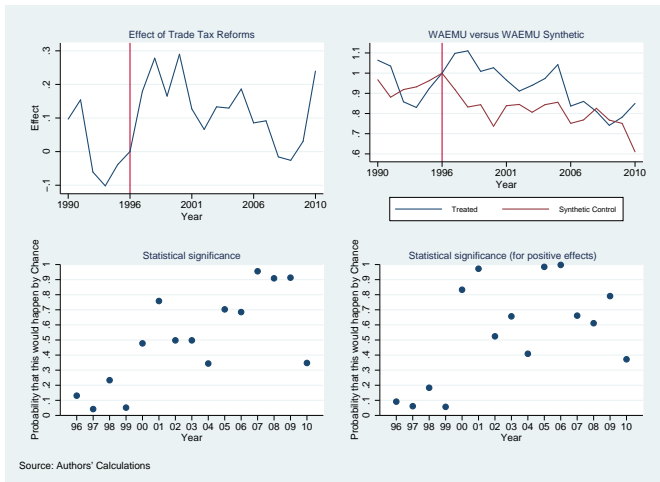 Effect of Trade Tax Reforms
Effect
-.1 0 .1 .2 .3
1990 1996 2001 2006 2010
Year
WAEMU versus WAEMU Synthetic
.6 .7 .8 .9 1 1.1
1990 1996 2001 2006 2010
Year
Treated Synthetic Control
Statistical significance
Probability that this would happen by Chance
0 .1 .2 .3 .4 .5 .6 .7 .8 .9 1
96 97 98 99 00 01 02 03 04 05 06 07 08 09 10
Year
Statistical significance (for positive effects)
Probability that this would happen by Chance
0 .1 .2 .3 .4 .5 .6 .7 .8 .9 1
96 97 98 99 00 01 02 03 04 05 06 07 08 09 10
Year
Source: Authors' Calculations